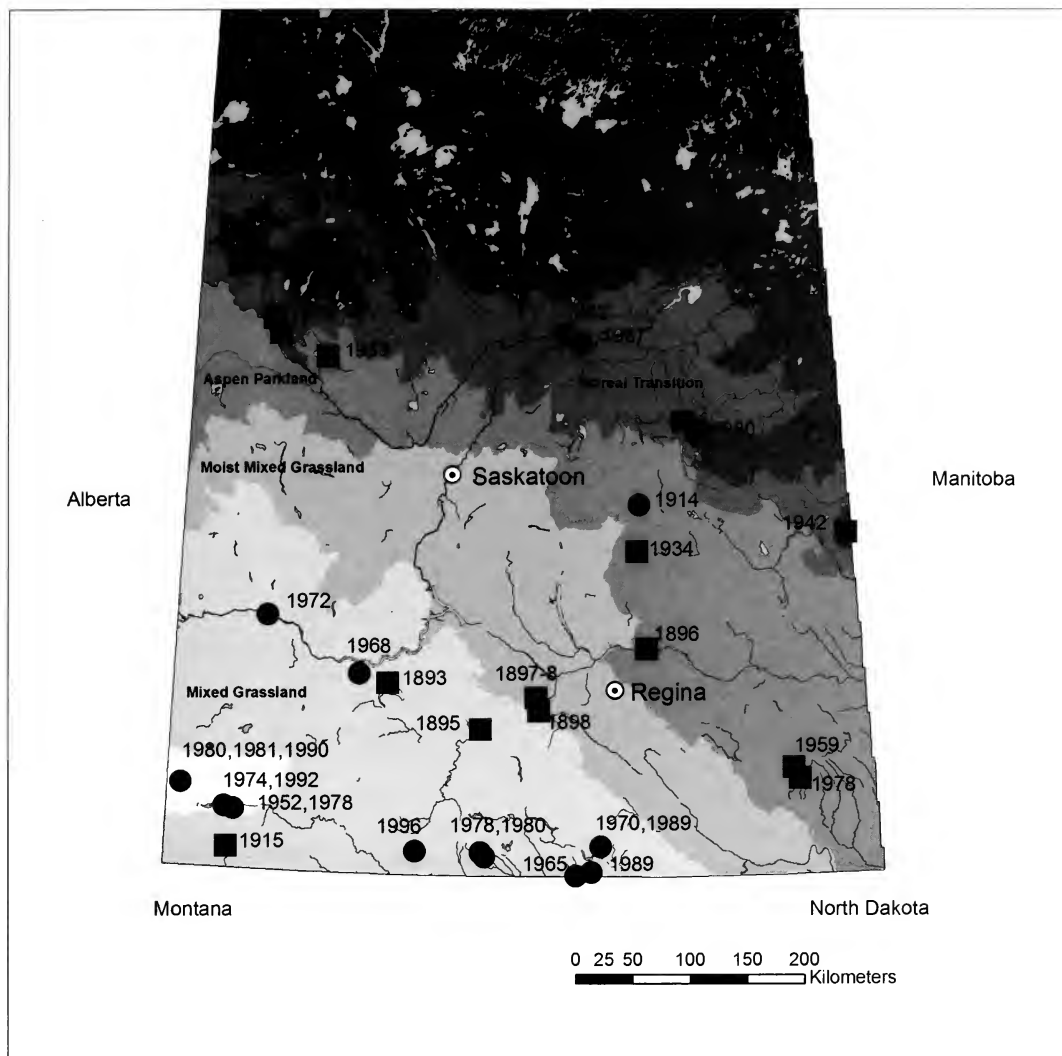 1933
Aspen Parkland
Boreal Transition
Moist Mixed Grassland
Saskatoon
Manitoba
Alberta
1914
1942
1934
1972
1896
1968
1893
1897-8
Mixed Grassland
Regina
1895
1898
1980,1981,1990
1959
1974,1992
1978
1952,1978
1915
1996
1978,1980
1970,1989
1965
1989
Montana
North Dakota
0 25 50 100 150 200
Kilometers